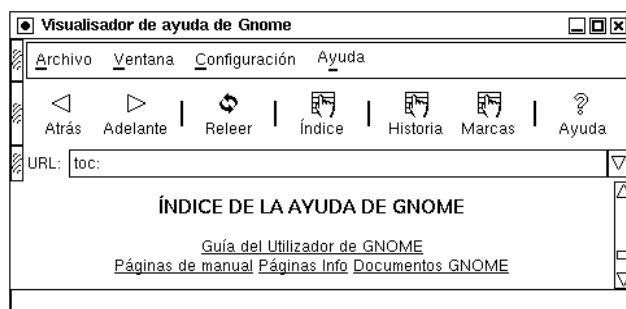 Visualisador de ayuda de Gnome
Archivo Ventana Configuración Ayuda
Atrás Adelante Releer Índice Historia Marcas Ayuda
URL: toc:
ÍNDICE DE LA AYUDA DE GNOME
Guía del Utilizador de GNOME
Páginas de manual Páginas Info Documentos GNOME